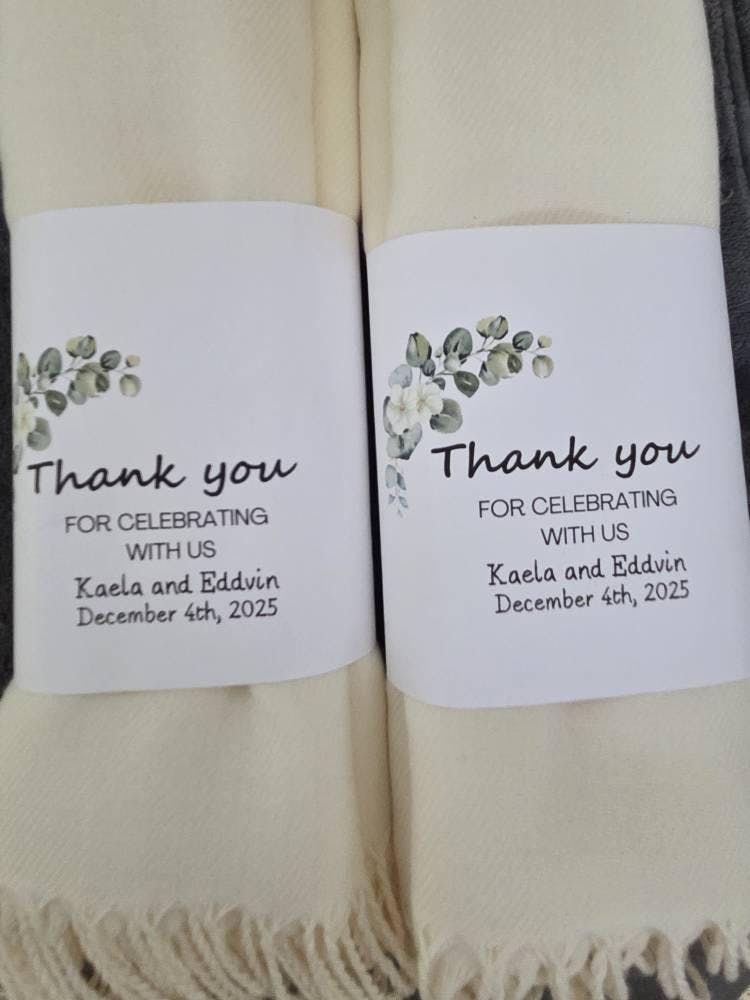 Thank you
FOR CELEBRATING
WITH US
Kaela and Eddvin
December 4th, 2025
Thank you
FOR CELEBRATING
WITH US
Kaela and Eddvin
December 4th, 2025